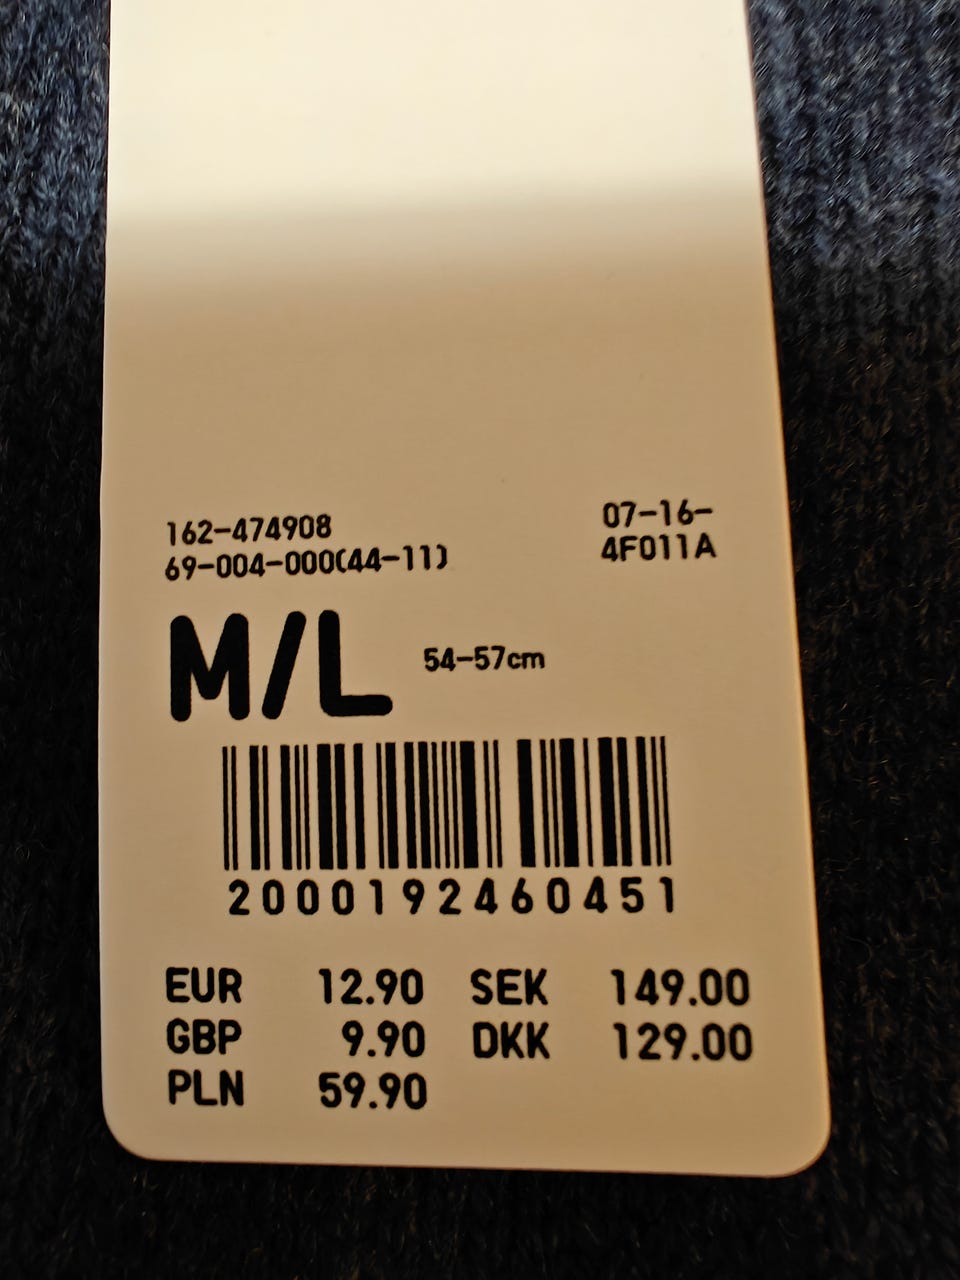 162-474908 07-16-
69-004-000(44-11) 4F011A
M/L 54-57cm
2000192460451
EUR 12.90 SEK 149.00
GBP 9.90 DKK 129.00
PLN 59.90